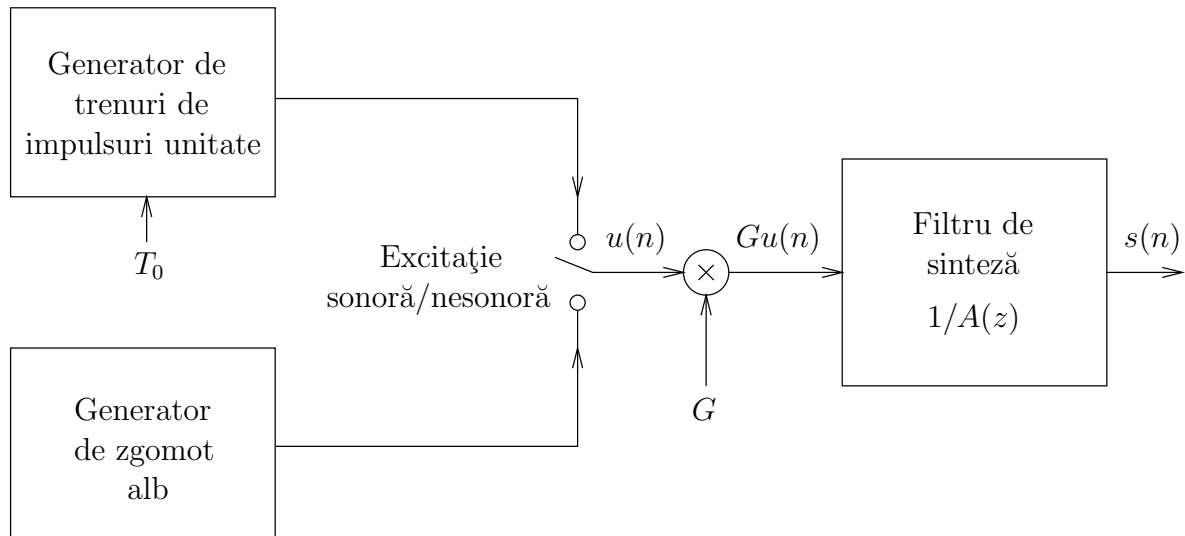 Generator de
trenuri de
impulsuri unitate
T₀
Excitaţie
sonoră/nesonoră
u(n)
Gu(n)
G
Filtru de
sinteză
1/A(z)
s(n)
Generator
de zgomot
alb